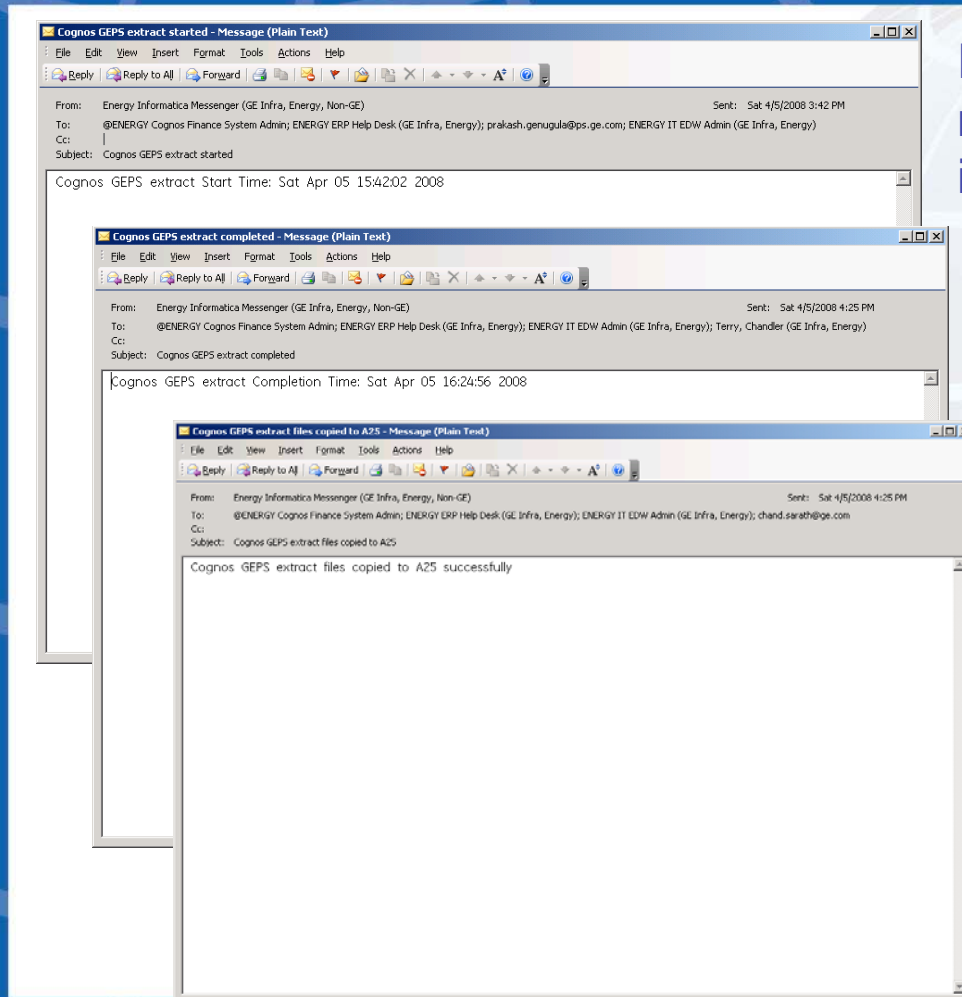 Cognos GEPS extract started - Message (Plain Text)
File Edit View Insert Format Tools Actions Help
Reply Reply to All Forward
From: Energy Informatica Messenger (GE Infra, Energy, Non-GE) Sent: Sat 4/5/2008 3:42 PM
To: @ENERGY Cognos Finance System Admin; ENERGY ERP Help Desk (GE Infra, Energy); prakash.genugula@ps.ge.com; ENERGY IT EDW Admin (GE Infra, Energy)
Cc:
Subject: Cognos GEPS extract started
Cognos GEPS extract Start Time: Sat Apr 05 15:42:02 2008
Cognos GEPS extract completed - Message (Plain Text)
File Edit View Insert Format Tools Actions Help
Reply Reply to All Forward
From: Energy Informatica Messenger (GE Infra, Energy, Non-GE) Sent: Sat 4/5/2008 4:25 PM
To: @ENERGY Cognos Finance System Admin; ENERGY ERP Help Desk (GE Infra, Energy); ENERGY IT EDW Admin (GE Infra, Energy); Terry, Chandler (GE Infra, Energy)
Cc:
Subject: Cognos GEPS extract completed
Cognos GEPS extract Completion Time: Sat Apr 05 16:24:56 2008
Cognos GEPS extract files copied to A25 - Message (Plain Text)
File Edit View Insert Format Tools Actions Help
Reply Reply to All Forward
From: Energy Informatica Messenger (GE Infra, Energy, Non-GE) Sent: Sat 4/5/2008 4:25 PM
To: @ENERGY Cognos Finance System Admin; ENERGY ERP Help Desk (GE Infra, Energy); ENERGY IT EDW Admin (GE Infra, Energy); chand.sarath@ge.com
Cc:
Subject: Cognos GEPS extract files copied to A25
Cognos GEPS extract files copied to A25 successfully